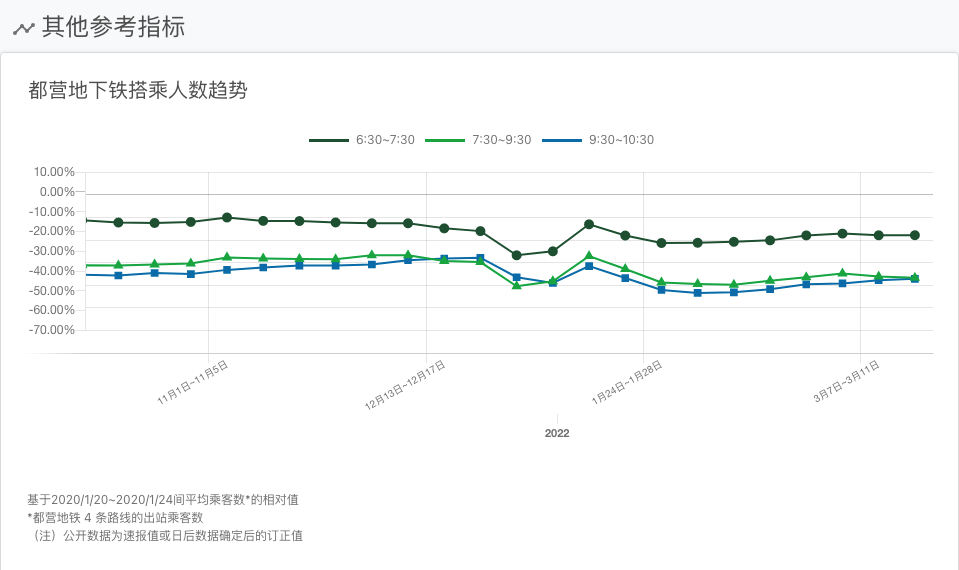 其他参考指标
都营地下铁搭乘人数趋势
6:30~7:30 7:30~9:30 9:30~10:30
10.00%
0.00%
-10.00%
-20.00%
-30.00%
-40.00%
-50.00%
-60.00%
-70.00%
11月1日~11月5日 12月13日~12月17日 1月24日~1月28日 3月7日~3月11日
2022
基于2020/1/20~2020/1/24间平均乘客数*的相对值
*都营地铁 4 条路线的出站乘客数
（注）公开数据为速报值或日后数据确定后的订正值